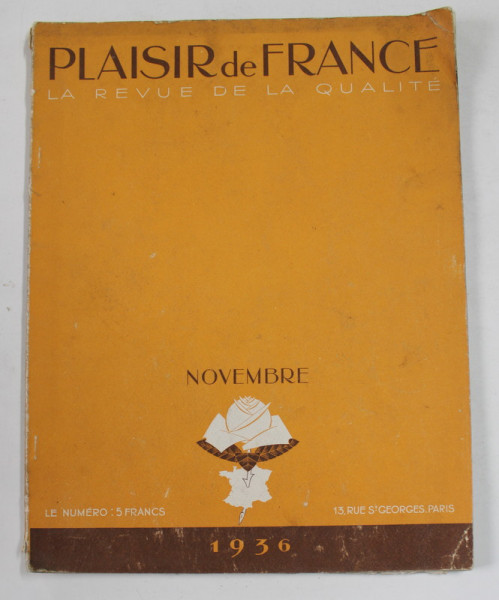 PLAISIR de FRANCE
LA REVUE DE LA QUALITÉ
NOVEMBRE
LE NUMÉRO : 5 FRANCS
13, RUE ST GEORGES, PARIS
1936